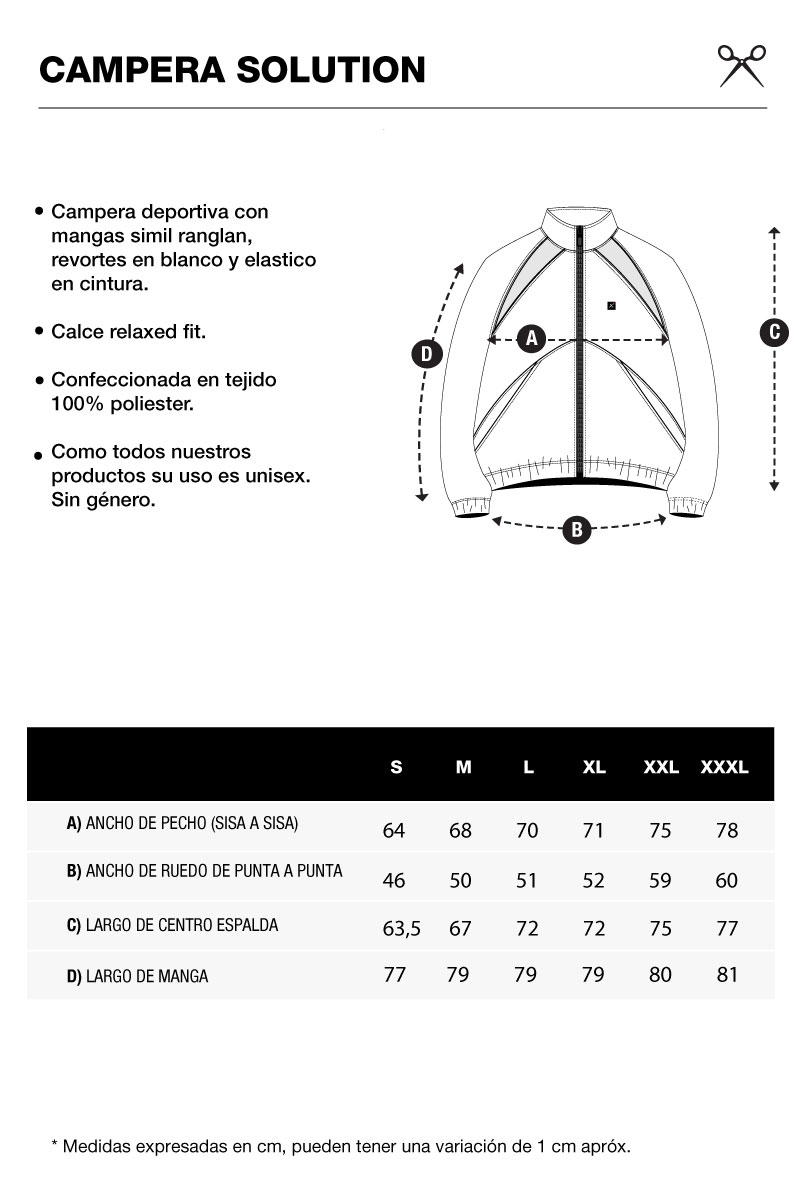 CAMPERA SOLUTION
• Campera deportiva con
mangas simil ranglan,
revortes en blanco y elastico
en cintura.
• Calce relaxed fit.
• Confeccionada en tejido
100% poliester.
• Como todos nuestros
productos su uso es unisex.
Sin género.
A
B
C
D
S M L XL XXL XXXL
A) ANCHO DE PECHO (SISA A SISA) 64 68 70 71 75 78
B) ANCHO DE RUEDO DE PUNTA A PUNTA 46 50 51 52 59 60
C) LARGO DE CENTRO ESPALDA 63,5 67 72 72 75 77
D) LARGO DE MANGA 77 79 79 79 80 81
* Medidas expresadas en cm, pueden tener una variación de 1 cm apróx.